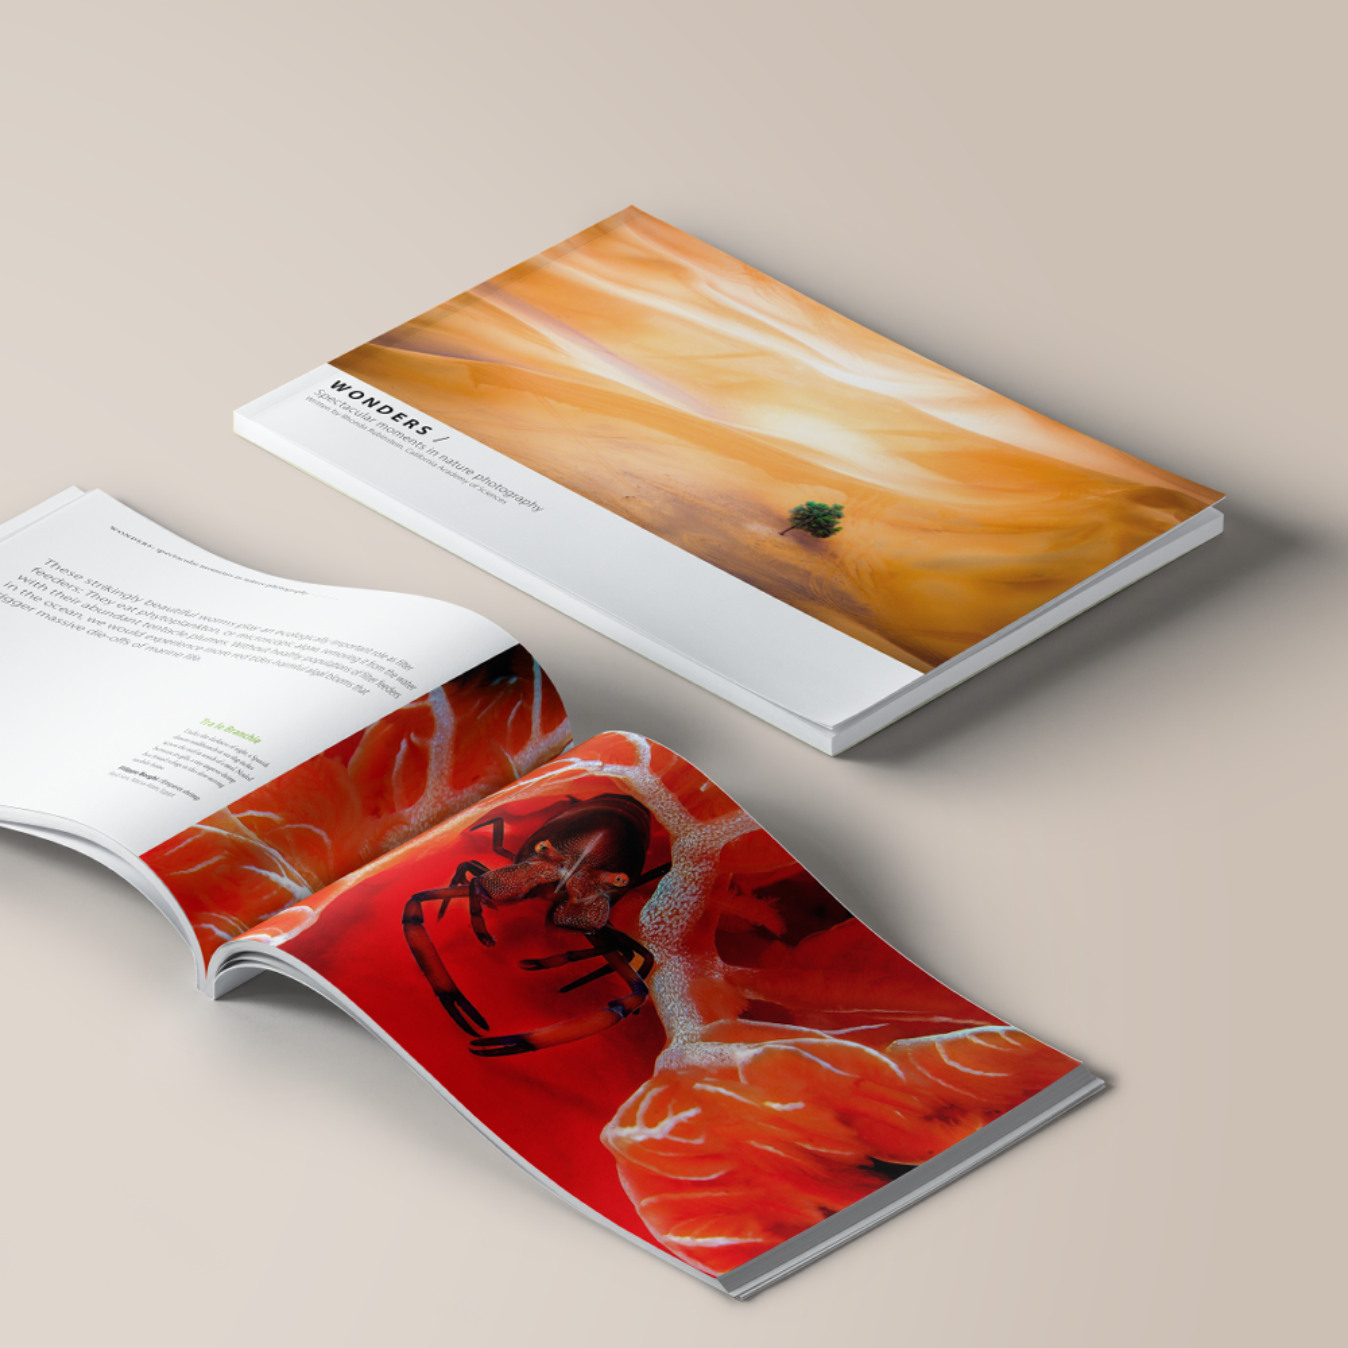 WONDERS /
Spectacular moments in nature photography
Written by Rhonda Rubinstein, California Academy of Sciences
WONDERS: Spectacular moments in nature photography
These strikingly beautiful worms play an ecologically important role as filter
feeders: They eat phytoplankton, or microscopic algae, removing it from the water
with their abundant tentacle plumes. Without healthy populations of filter feeders
in the ocean, we would experience more red tides-harmful algal blooms that
igger massive die-offs of marine life.
Tra le Branchie